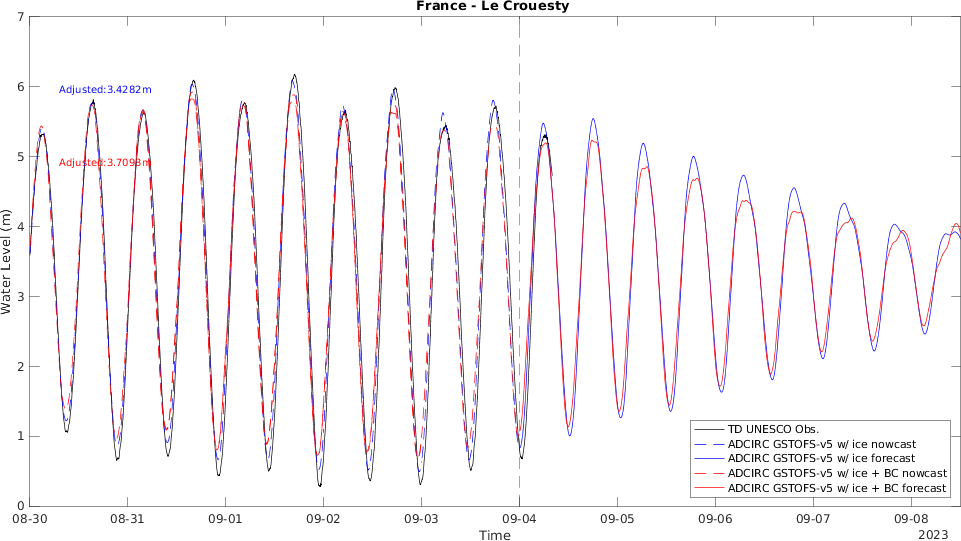 France - Le Crouesty
7
6
5
4
3
2
1
0
Water Level (m)
Adjusted:3.4282m
Adjusted:3.7093m
TD UNESCO Obs.
ADCIRC GSTOFS-v5 w/ ice nowcast
ADCIRC GSTOFS-v5 w/ ice forecast
ADCIRC GSTOFS-v5 w/ ice + BC nowcast
ADCIRC GSTOFS-v5 w/ ice + BC forecast
08-30 08-31 09-01 09-02 09-03 09-04 09-05 09-06 09-07 09-08
Time
2023